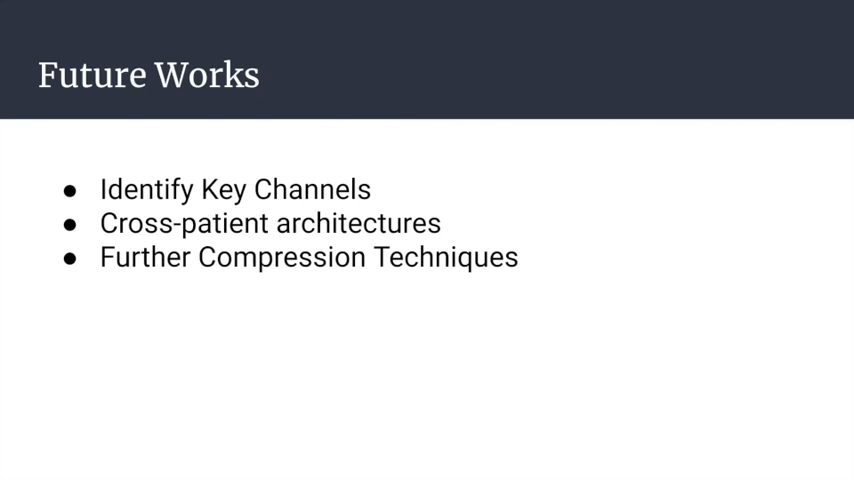 Future Works
● Identify Key Channels
● Cross-patient architectures
● Further Compression Techniques